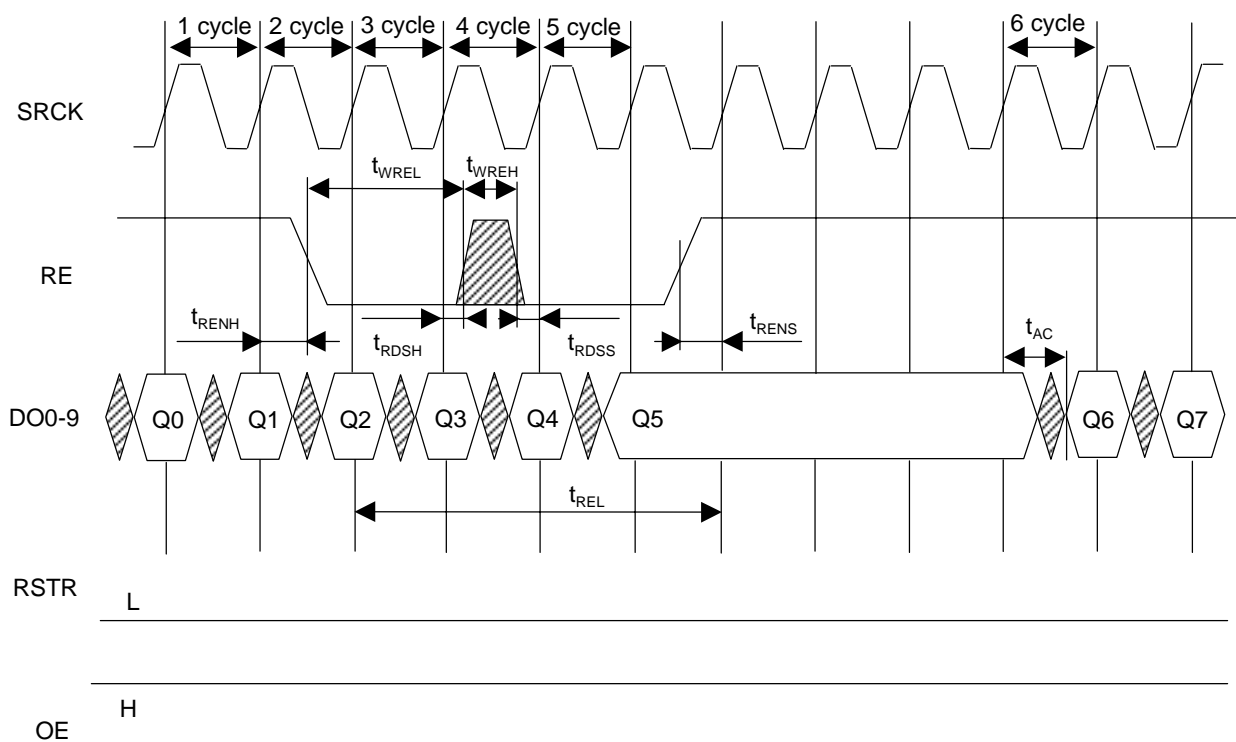 1 cycle 2 cycle 3 cycle 4 cycle 5 cycle 6 cycle
SRCK
tWREL tWREH
RE
tRENH tRDSH tRDSS tRENS tAC
DO0-9 Q0 Q1 Q2 Q3 Q4 Q5 Q6 Q7
tREL
RSTR
L
H
OE